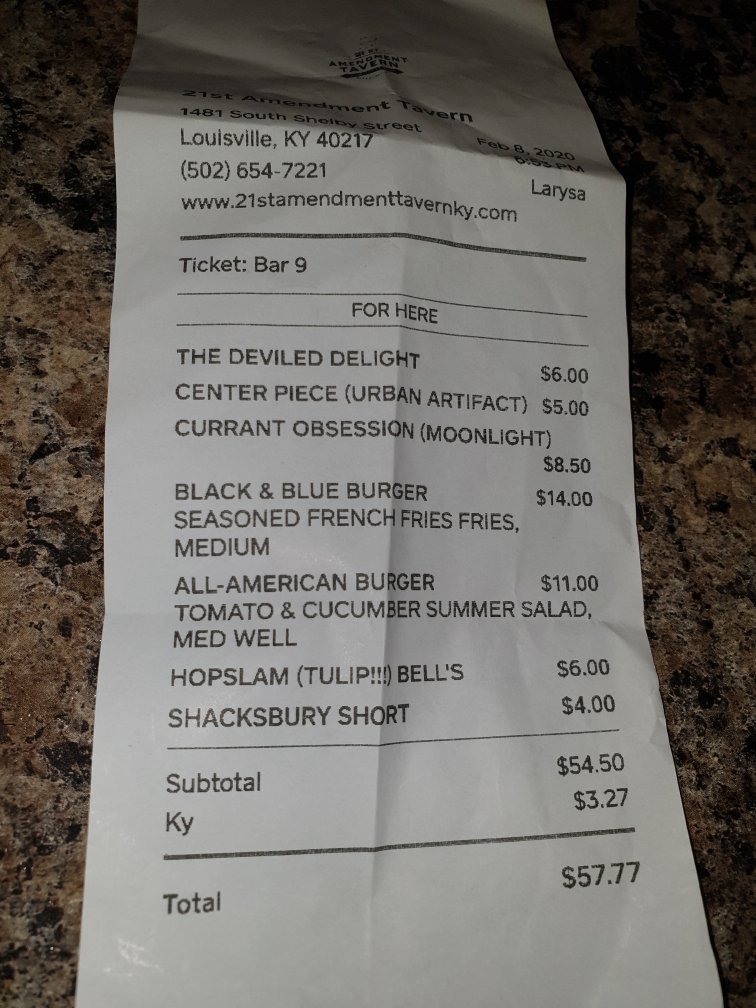 21 ST
AMENDMENT
TAVERN
21st Amendment Tavern
1481 South Shelby Street
Louisville, KY 40217
Feb 8, 2020
(502) 654-7221
Larysa
www.21stamendmenttavernky.com
Ticket: Bar 9
FOR HERE
THE DEVILED DELIGHT $6.00
CENTER PIECE (URBAN ARTIFACT) $5.00
CURRANT OBSESSION (MOONLIGHT)
$8.50
BLACK & BLUE BURGER $14.00
SEASONED FRENCH FRIES FRIES,
MEDIUM
ALL-AMERICAN BURGER $11.00
TOMATO & CUCUMBER SUMMER SALAD,
MED WELL
HOPSLAM (TULIP!!!) BELL'S $6.00
SHACKSBURY SHORT $4.00
Subtotal $54.50
Ky $3.27
Total $57.77